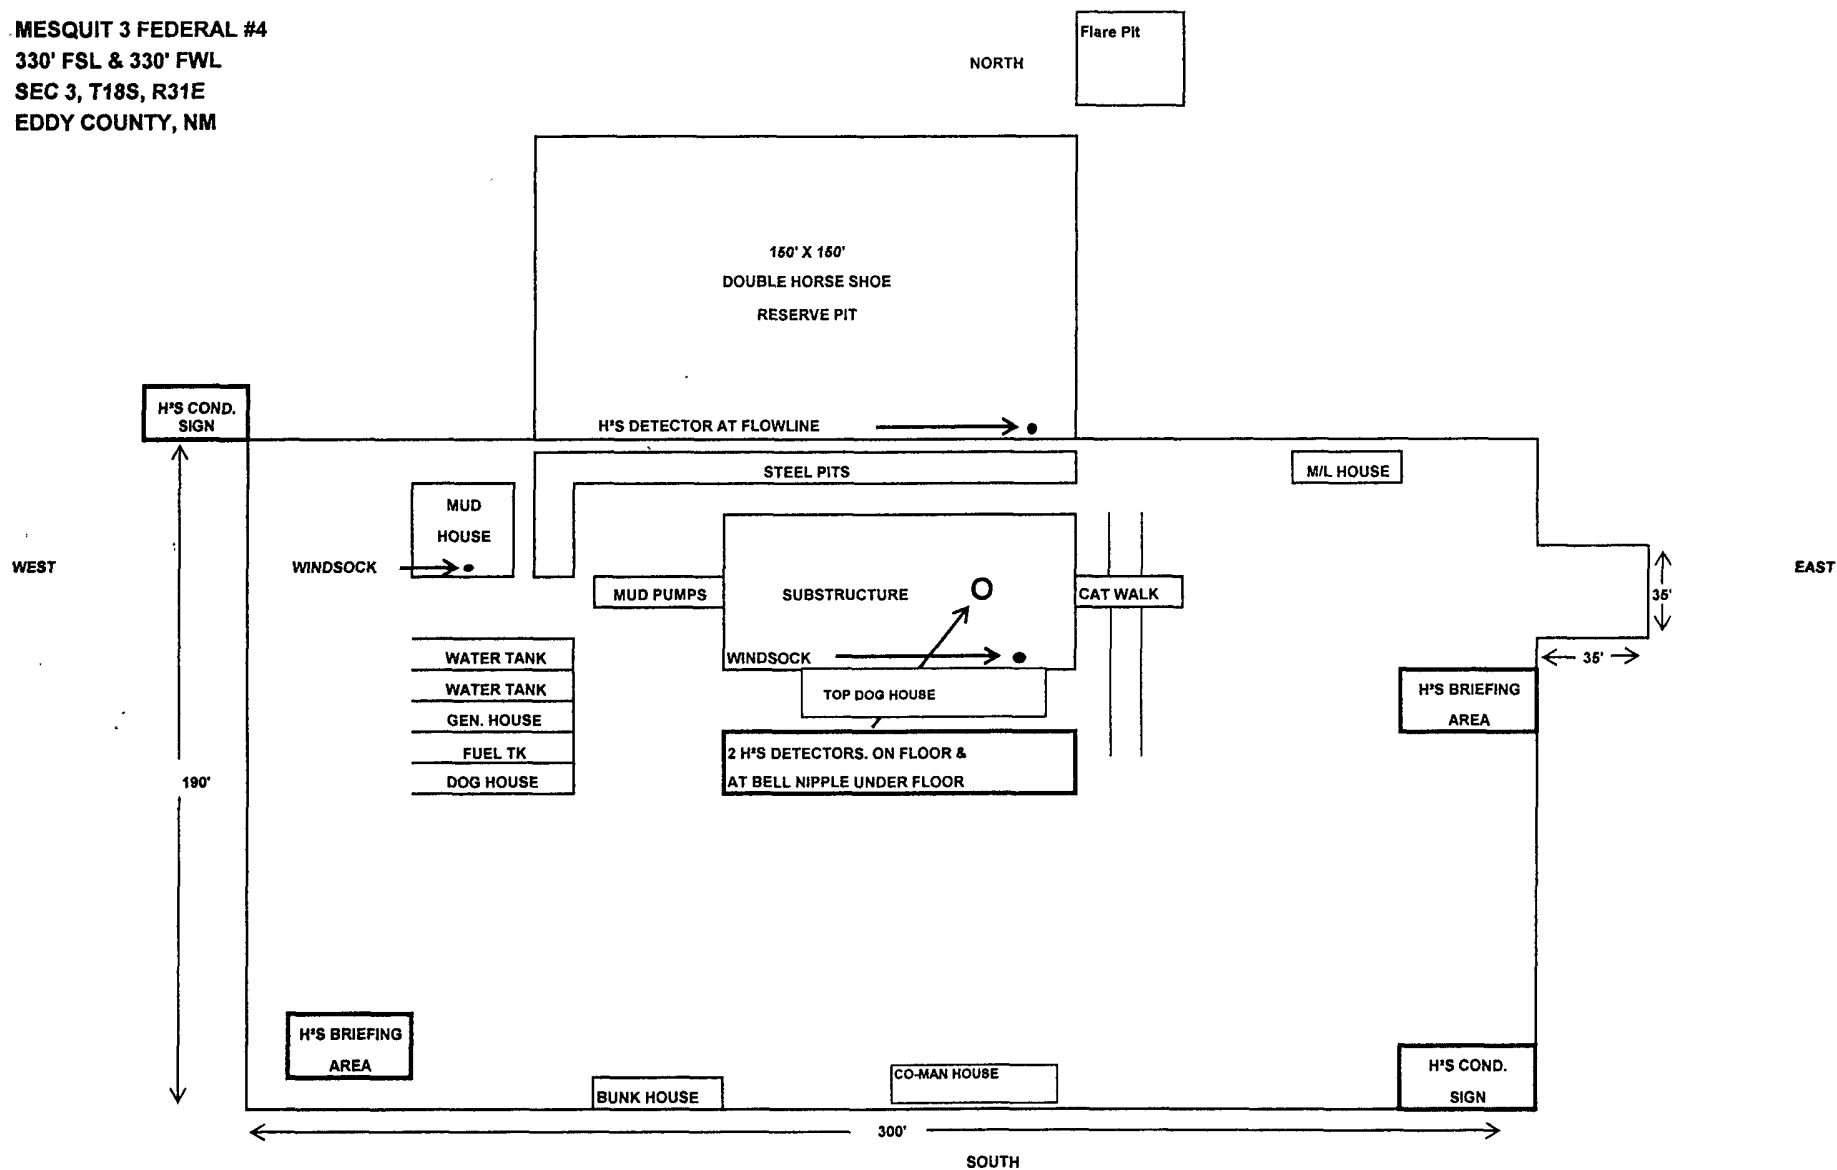 MESQUIT 3 FEDERAL #4
330' FSL & 330' FWL
SEC 3, T18S, R31E
EDDY COUNTY, NM
Flare Pit
NORTH
150' X 150'
DOUBLE HORSE SHOE
RESERVE PIT
H²S COND.
SIGN
H²S DETECTOR AT FLOWLINE
STEEL PITS
M/L HOUSE
MUD
HOUSE
WEST
WINDSOCK
EAST
MUD PUMPS
SUBSTRUCTURE
O
CAT WALK
35'
WATER TANK
WINDSOCK
35'
WATER TANK
TOP DOG HOUSE
H²S BRIEFING
AREA
GEN. HOUSE
FUEL TK
2 H²S DETECTORS. ON FLOOR &
AT BELL NIPPLE UNDER FLOOR
DOG HOUSE
190'
H²S BRIEFING
AREA
CO-MAN HOUSE
H²S COND.
SIGN
BUNK HOUSE
300'
SOUTH